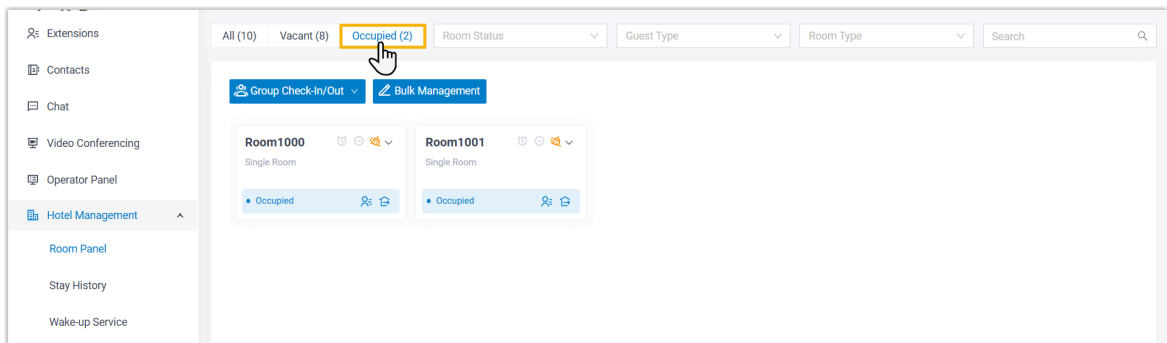 Extensions
Contacts
Chat
Video Conferencing
Operator Panel
Hotel Management
Room Panel
Stay History
Wake-up Service
All (10) Vacant (8) Occupied (2) Room Status Guest Type Room Type Search
Group Check-In/Out Bulk Management
Room1000 Room1001
Single Room Single Room
Occupied Occupied